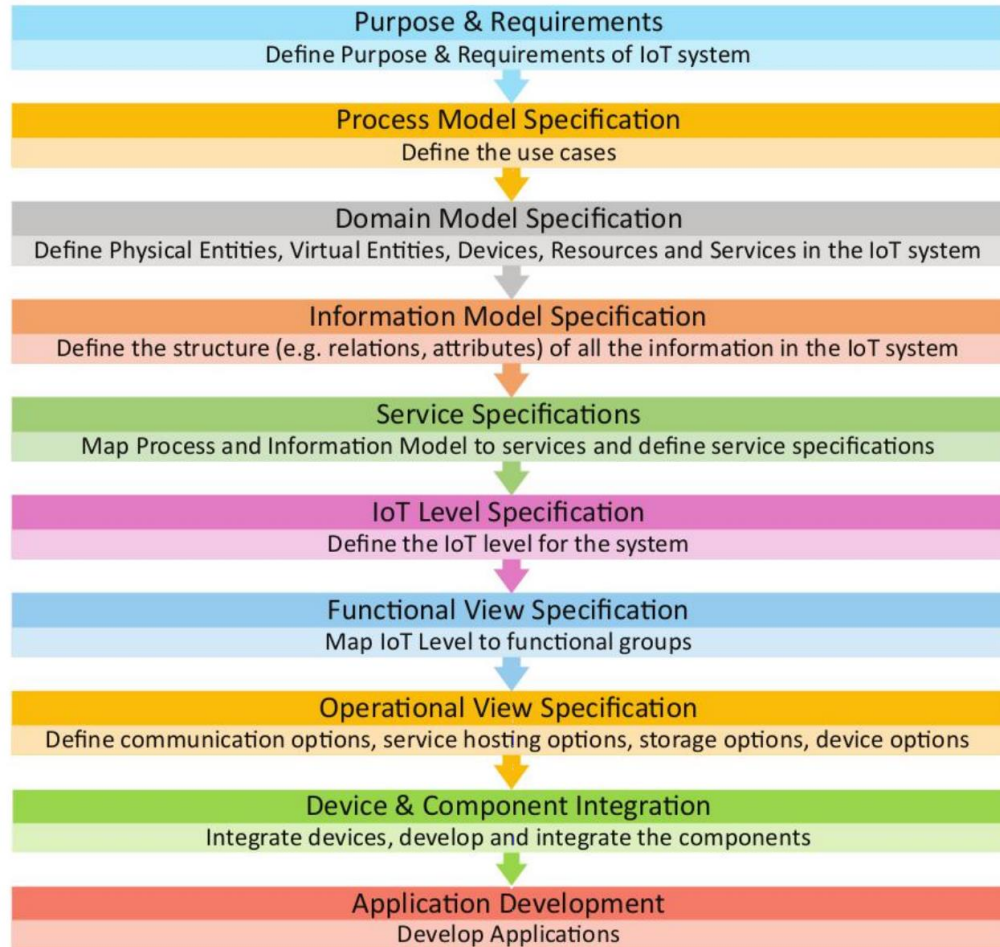 Purpose & Requirements
Define Purpose & Requirements of IoT system
Process Model Specification
Define the use cases
Domain Model Specification
Define Physical Entities, Virtual Entities, Devices, Resources and Services in the IoT system
Information Model Specification
Define the structure (e.g. relations, attributes) of all the information in the IoT system
Service Specifications
Map Process and Information Model to services and define service specifications
IoT Level Specification
Define the IoT level for the system
Functional View Specification
Map IoT Level to functional groups
Operational View Specification
Define communication options, service hosting options, storage options, device options
Device & Component Integration
Integrate devices, develop and integrate the components
Application Development
Develop Applications